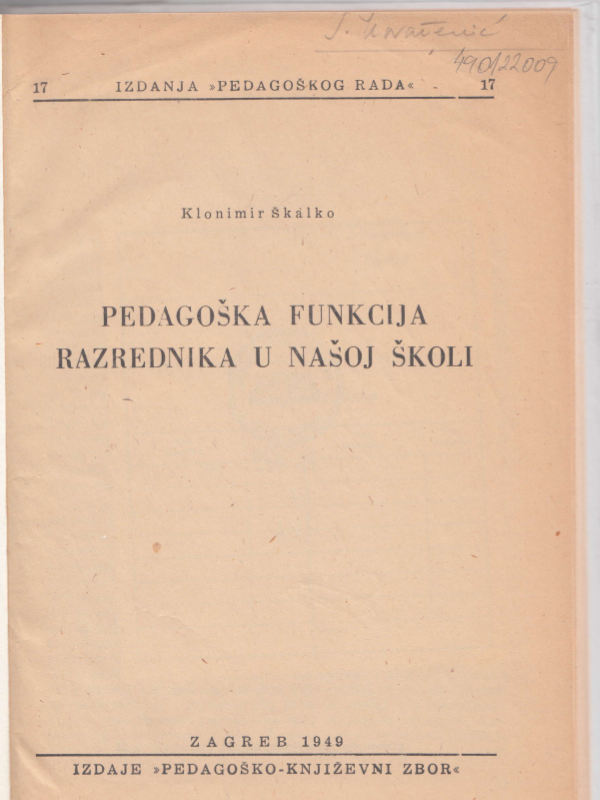 490/22009
17 IZDANJA »PEDAGOŠKOG RADA« 17
Klonimir Škalko
PEDAGOŠKA FUNKCIJA
RAZREDNIKA U NAŠOJ ŠKOLI
ZAGREB 1949
IZDAJE »PEDAGOŠKO-KNJIŽEVNI ZBOR«